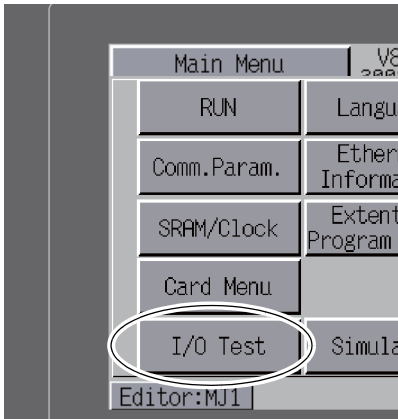 Main Menu
V8
RUN
Langu
Comm.Param.
Ether
Informa
SRAM/Clock
Extent
Program
Card Menu
I/O Test
Simula
Editor:MJ1